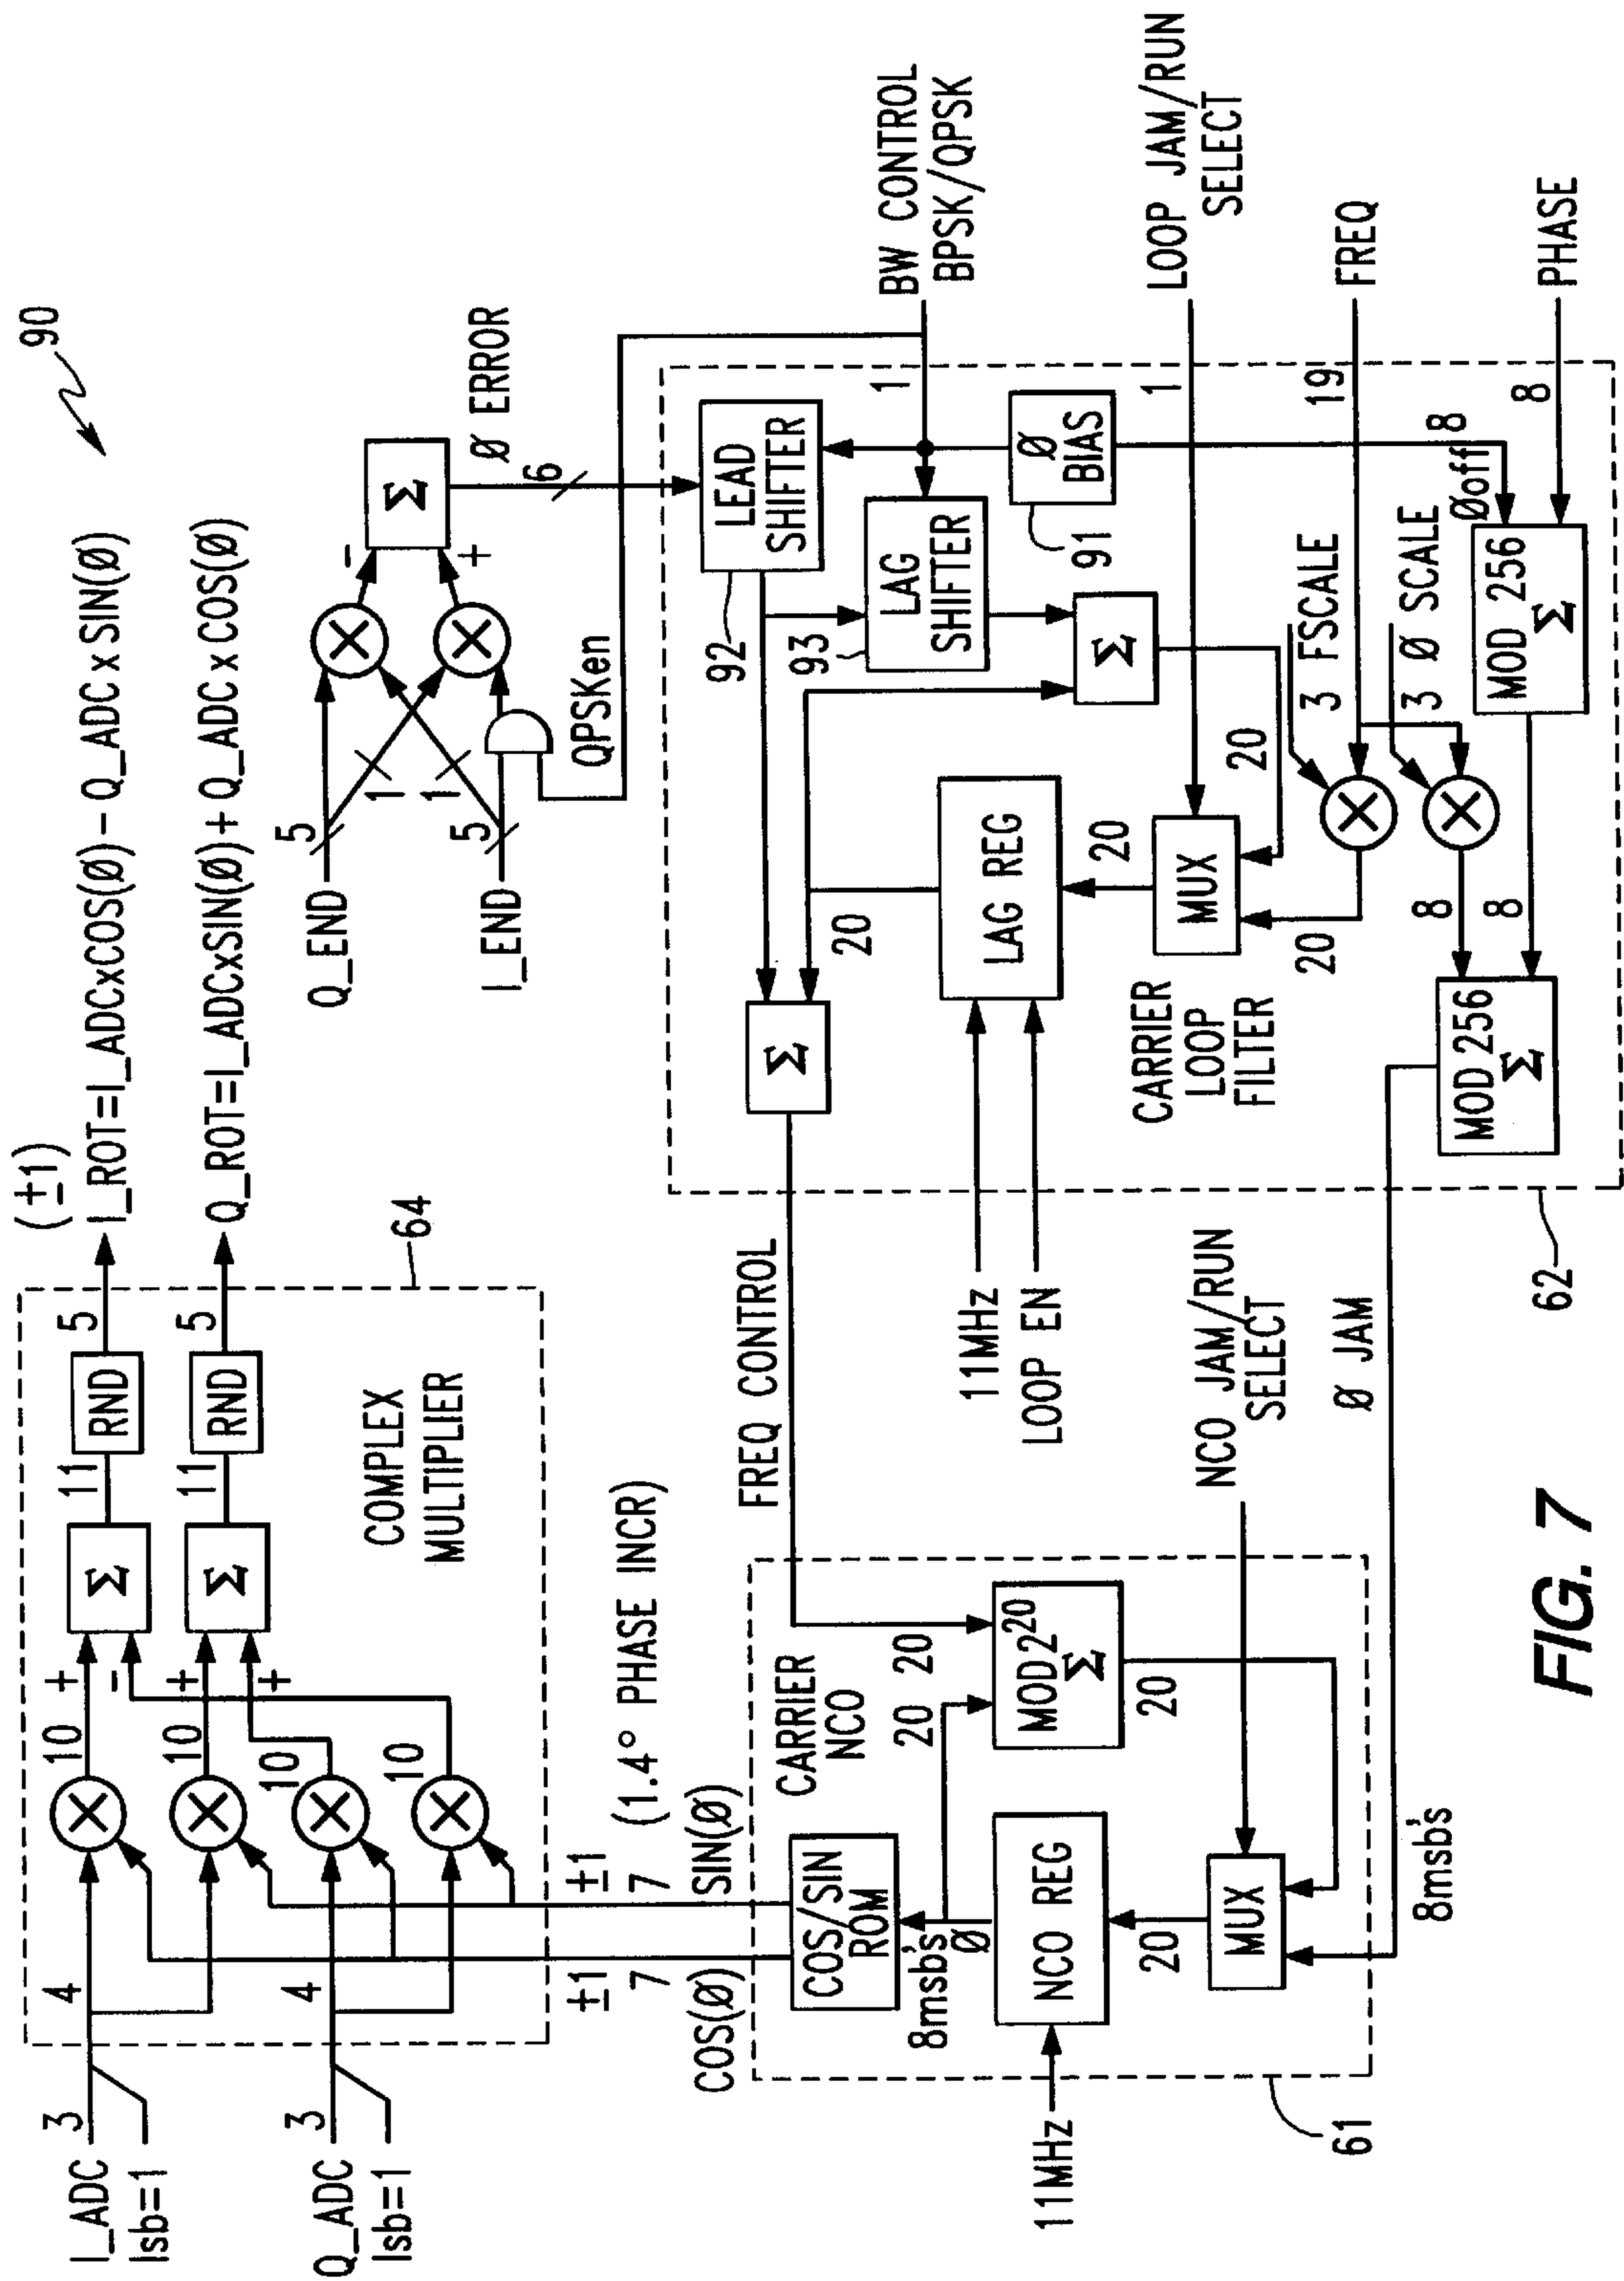 90
(±1)
I_ROT=I_ADCxCOS(Ø)-Q_ADCxSIN(Ø)
Q_ROT=I_ADCxSIN(Ø)+Q_ADCxCOS(Ø)
64
I_ADC
3
lsb=1
4
Q_ADC
3
lsb=1
4
10
10
10
10
+
-
+
+
Σ
Σ
11
11
RND
RND
5
5
COMPLEX
MULTIPLIER
±1
7
COS(Ø)
±1
7
SIN(Ø)
(1.4° PHASE INCR)
Q_END
5
I_END
5
1
1
QPSKen
-
+
Σ
Ø ERROR
6
COS/SIN
ROM
8msb's
Ø
CARRIER
NCO
20
20
MOD 2²⁰
Σ
20
NCO REG
11MHz
20
MUX
8msb's
61
NCO JAM/RUN
SELECT
FREQ CONTROL
Ø JAM
BW CONTROL
BPSK/QPSK
1
LOOP JAM/RUN
SELECT
1
FREQ
19
PHASE
8
LEAD
SHIFTER
92
LAG
SHIFTER
93
Ø
BIAS
91
8
Øoff
Σ
Σ
20
LAG REG
11MHz
LOOP EN
20
MUX
20
20
CARRIER
LOOP
FILTER
3 FSCALE
3 Ø SCALE
8
8
MOD 256
Σ
MOD 256
Σ
62
FIG. 7